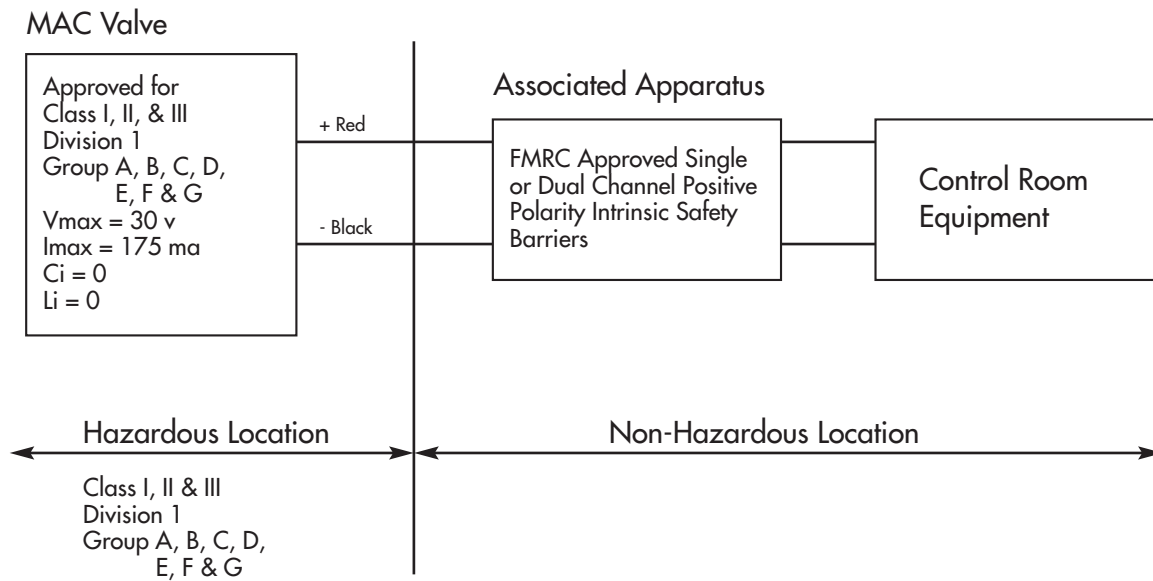 MAC Valve
Approved for
Class I, II, & III
Division 1
Group A, B, C, D,
E, F & G
Vmax = 30 v
Imax = 175 ma
Ci = 0
Li = 0
+ Red
- Black
Associated Apparatus
FMRC Approved Single
or Dual Channel Positive
Polarity Intrinsic Safety
Barriers
Control Room
Equipment
Hazardous Location
Non-Hazardous Location
Class I, II & III
Division 1
Group A, B, C, D,
E, F & G